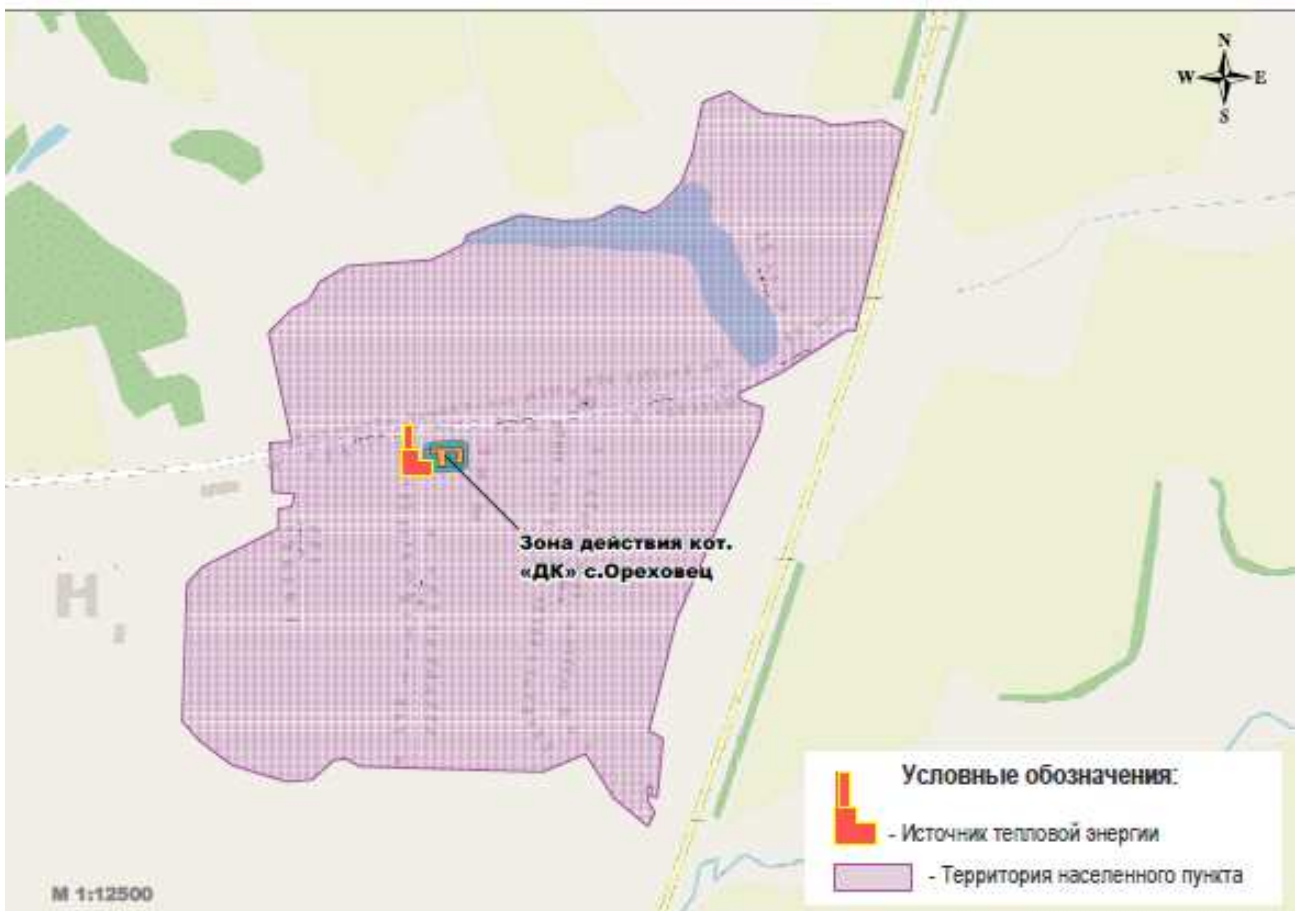 N
W E
S
Зона действия кот.
«ДК» с.Ореховец
Н
Условные обозначения:
- Источник тепловой энергии
- Территория населенного пункта
М 1:12500